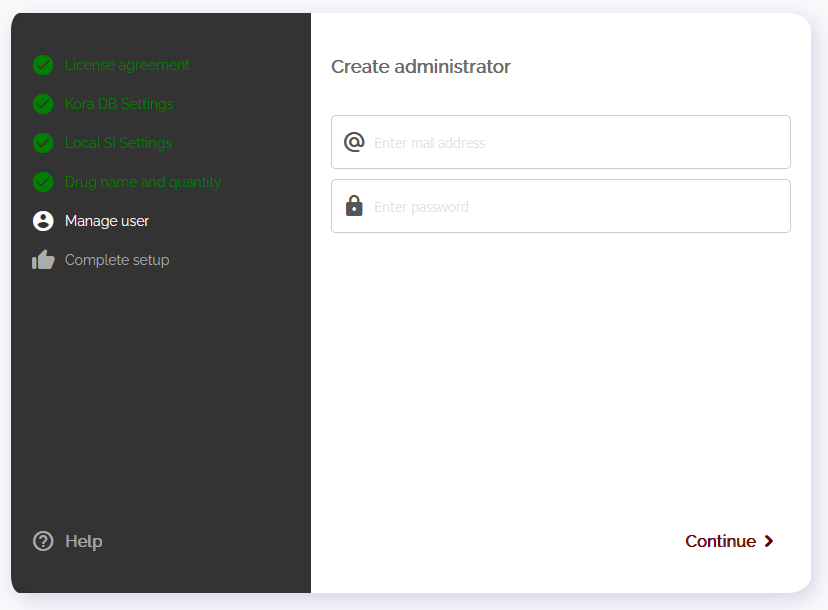 License agreement
Kora DB Settings
Local SI Settings
Drug name and quantity
Manage user
Complete setup
Help
Create administrator
Enter mail address
Enter password
Continue